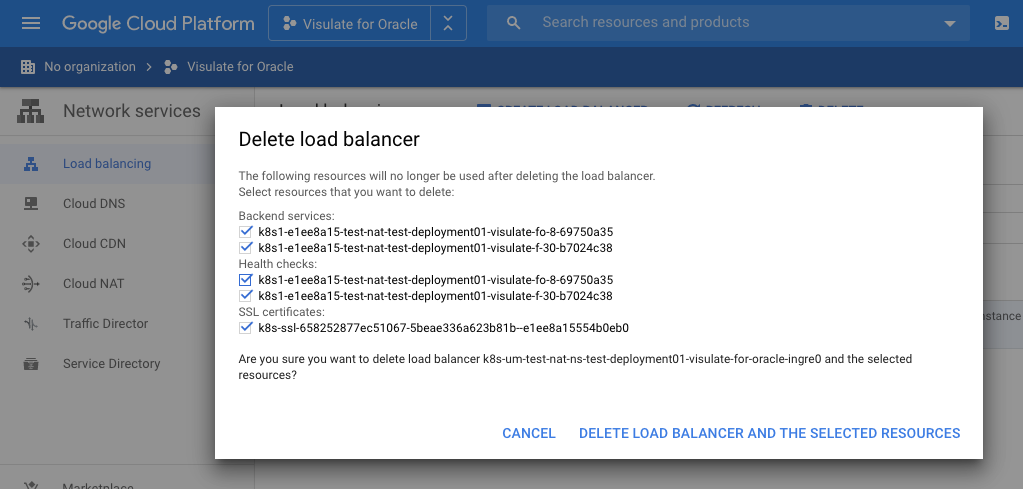 Google Cloud Platform
Visulate for Oracle
Search resources and products
No organization
Visulate for Oracle
Network services
Load balancing
Cloud DNS
Cloud CDN
Cloud NAT
Traffic Director
Service Directory
Marketplace
CREATE LOAD BALANCER
REFRESH
DELETE
Delete load balancer
The following resources will no longer be used after deleting the load balancer.
Select resources that you want to delete:
Backend services:
k8s1-e1ee8a15-test-nat-test-deployment01-visulate-fo-8-69750a35
k8s1-e1ee8a15-test-nat-test-deployment01-visulate-f-30-b7024c38
Health checks:
k8s1-e1ee8a15-test-nat-test-deployment01-visulate-fo-8-69750a35
k8s1-e1ee8a15-test-nat-test-deployment01-visulate-f-30-b7024c38
SSL certificates:
k8s-ssl-658252877ec51067-5beae336a623b81b--e1ee8a15554b0eb0
Are you sure you want to delete load balancer k8s-um-test-nat-ns-test-deployment01-visulate-for-oracle-ingre0 and the selected
resources?
CANCEL
DELETE LOAD BALANCER AND THE SELECTED RESOURCES